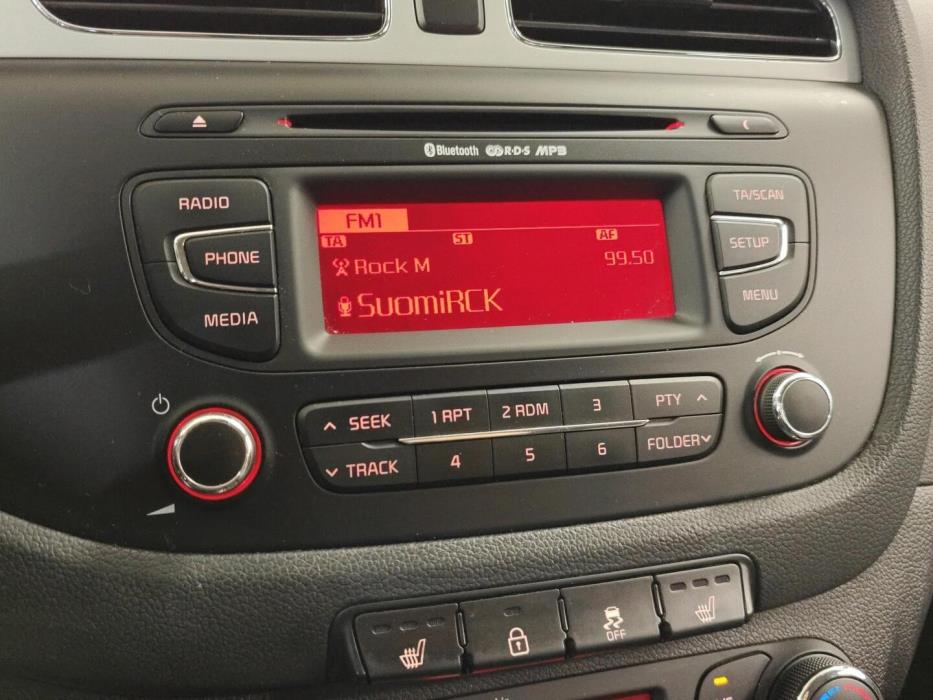 Bluetooth R·D·S MP3
RADIO
PHONE
MEDIA
FM1
TA ST AF
Rock M 99.50
SuomiRCK
TA/SCAN
SETUP
MENU
SEEK 1 RPT 2 RDM 3 PTY
TRACK 4 5 6 FOLDER
OFF